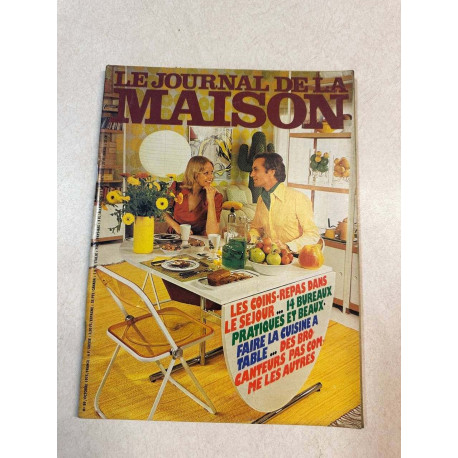 LE JOURNAL DE LA
MAISON
LES COINS-REPAS DANS
LE SEJOUR ... 14 BUREAUX
PRATIQUES ET BEAUX.
FAIRE LA CUISINE A
TABLE ... DES BRO
CANTEURS PAS COM-
ME LES AUTRES